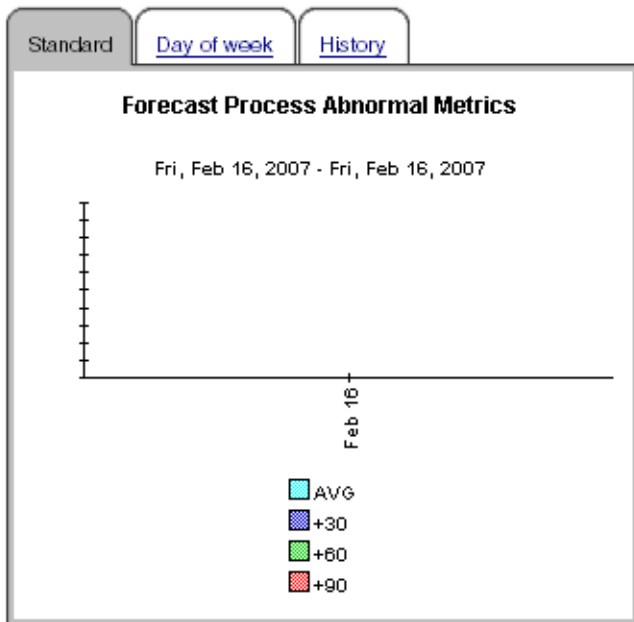 Standard Day of week History
Forecast Process Abnormal Metrics
Fri, Feb 16, 2007 - Fri, Feb 16, 2007
Feb 16
AVG
+30
+60
+90